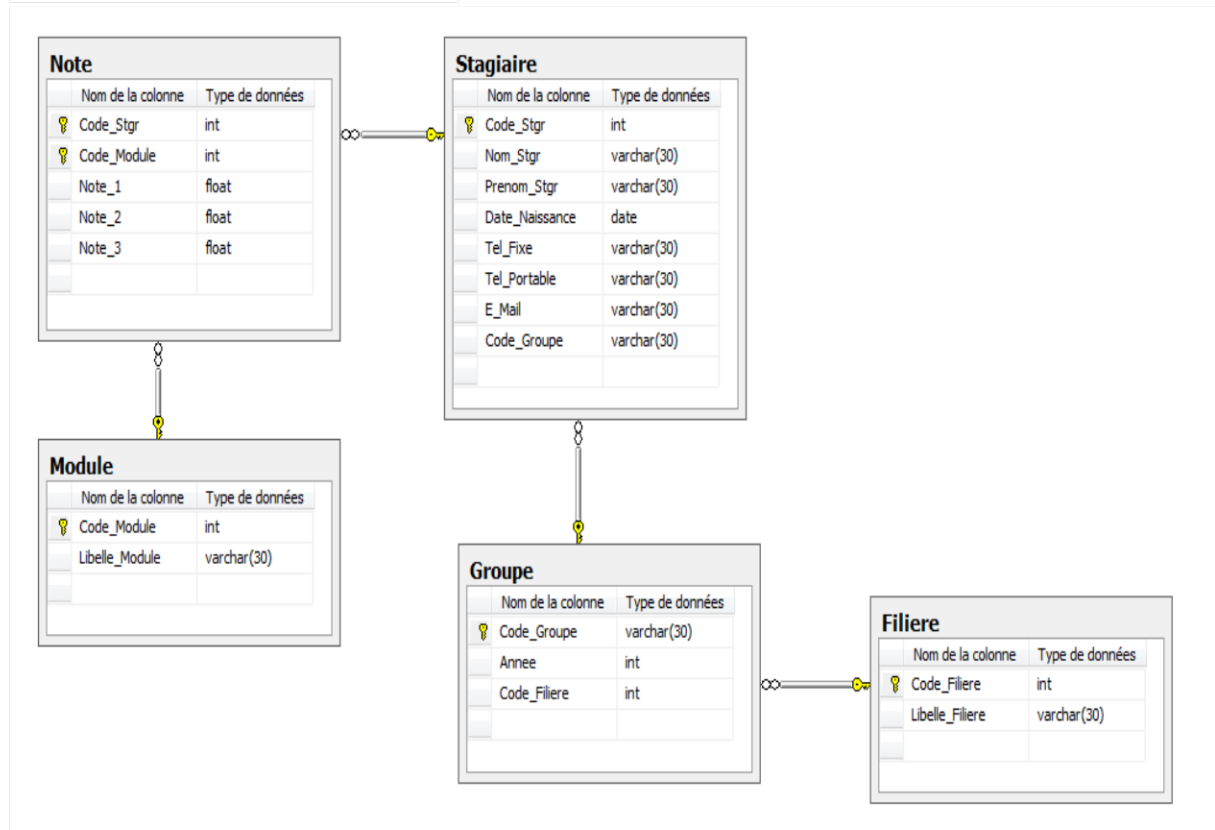 Note
Nom de la colonne Type de données
Code_Stgr int
Code_Module int
Note_1 float
Note_2 float
Note_3 float
Stagiaire
Nom de la colonne Type de données
Code_Stgr int
Nom_Stgr varchar(30)
Prenom_Stgr varchar(30)
Date_Naissance date
Tel_Fixe varchar(30)
Tel_Portable varchar(30)
E_Mail varchar(30)
Code_Groupe varchar(30)
Module
Nom de la colonne Type de données
Code_Module int
Libelle_Module varchar(30)
Groupe
Nom de la colonne Type de données
Code_Groupe varchar(30)
Annee int
Code_Filiere int
Filiere
Nom de la colonne Type de données
Code_Filiere int
Libelle_Filiere varchar(30)